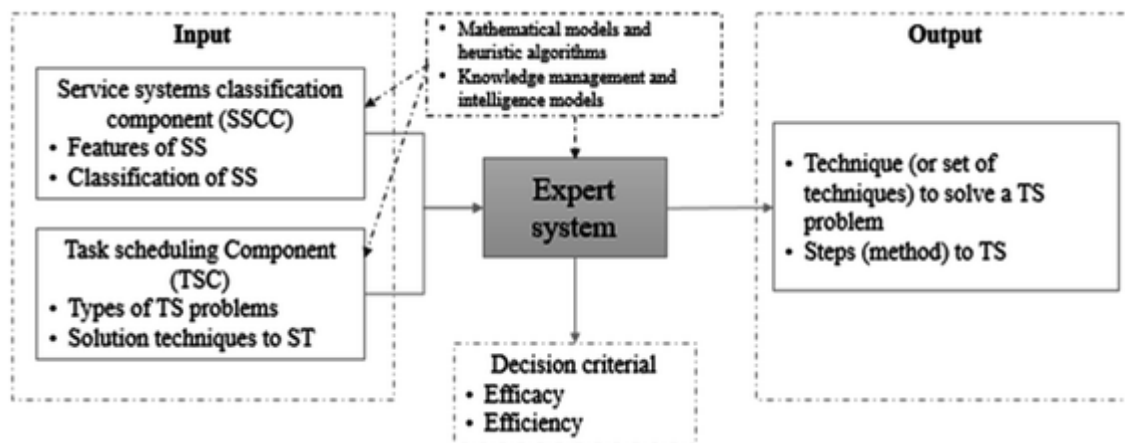 Input
Service systems classification
component (SSCC)
• Features of SS
• Classification of SS
Task scheduling Component
(TSC)
• Types of TS problems
• Solution techniques to ST
• Mathematical models and
heuristic algorithms
• Knowledge management and
intelligence models
Expert
system
Decision criterial
• Efficacy
• Efficiency
Output
• Technique (or set of
techniques) to solve a TS
problem
• Steps (method) to TS